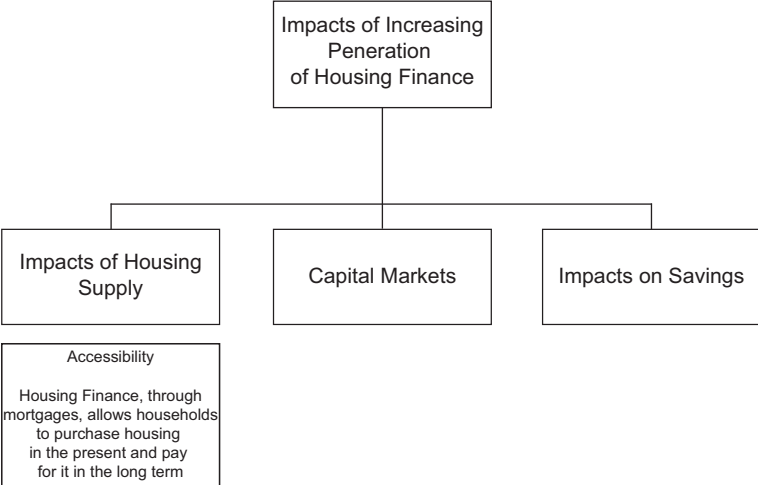 Impacts of Increasing
Peneration
of Housing Finance
Impacts of Housing
Supply
Capital Markets
Impacts on Savings
Accessibility
Housing Finance, through
mortgages, allows households
to purchase housing
in the present and pay
for it in the long term